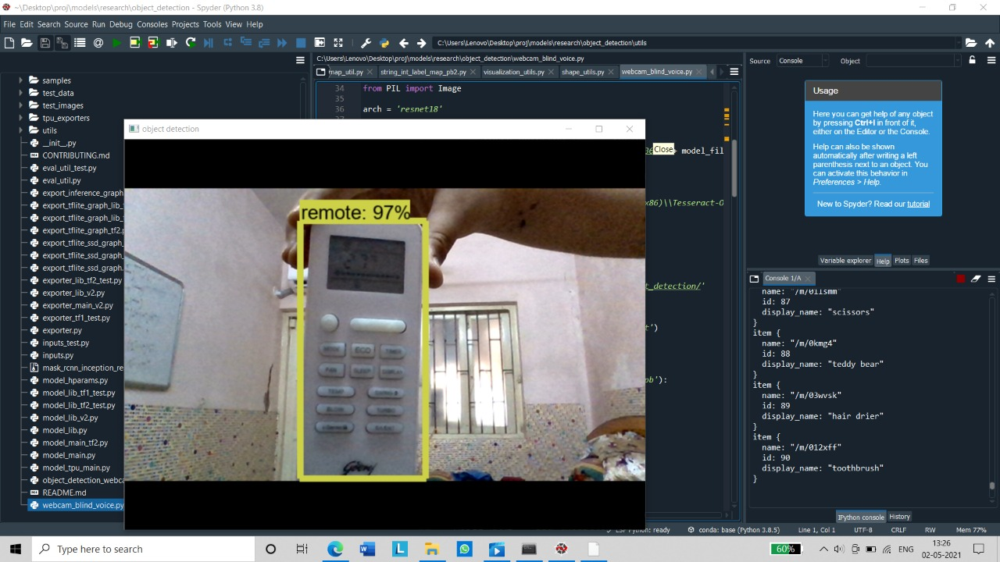 ~\Desktop\proj\models\research\object_detection - Spyder (Python 3.8)
File Edit Search Source Run Debug Consoles Projects Tools View Help
C:\Users\Lenovo\Desktop\proj\models\research\object_detection\utils
samples
test_data
test_images
tpu_exporters
utils
__init__.py
CONTRIBUTING.md
eval_util_test.py
eval_util.py
export_inference_graph
export_tflite_graph_lib_
export_tflite_graph_lib_
export_tflite_graph_tf2.
export_tflite_ssd_graph_
export_tflite_ssd_graph_
export_tflite_ssd_graph.
exporter_lib_tf2_test.py
exporter_lib_v2.py
exporter_main_v2.py
exporter_tf1_test.py
exporter.py
inputs_test.py
inputs.py
mask_rcnn_inception_re
model_hparams.py
model_lib_tf1_test.py
model_lib_tf2_test.py
model_lib_v2.py
model_lib.py
model_main_tf2.py
model_main.py
model_tpu_main.py
object_detection_webca
README.md
webcam_blind_voice.py
C:\Users\Lenovo\Desktop\proj\models\research\object_detection\webcam_blind_voice.py
map_util.py string_int_label_map_pb2.py visualization_utils.py shape_utils.py webcam_blind_voice.py
34 from PIL import Image
35
36 arch = 'resnet18'
Close model_fil
x86)\\Tesseract-O
t_detection/'
t')
pb'):
object detection
remote: 97%
MODE ECO TIMER
FAN SLEEP DISPLAY
TEMP
SILENT
Godrej
Source Console Object
Usage
Here you can get help of any object
by pressing Ctrl+I in front of it,
either on the Editor or the Console.
Help can also be shown
automatically after writing a left
parenthesis next to an object. You
can activate this behavior in
Preferences > Help.
New to Spyder? Read our tutorial
Variable explorer Help Plots Files
Console 1/A
name: "/m/01lsmm"
id: 87
display_name: "scissors"
}
item {
name: "/m/0kmg4"
id: 88
display_name: "teddy bear"
}
item {
name: "/m/03wvsk"
id: 89
display_name: "hair drier"
}
item {
name: "/m/012xff"
id: 90
display_name: "toothbrush"
}
IPython console History
LSP Python: ready conda: base (Python 3.8.5) Line 1, Col 1 UTF-8 CRLF RW Mem 77%
Type here to search
60%
ENG
13:26
02-05-2021